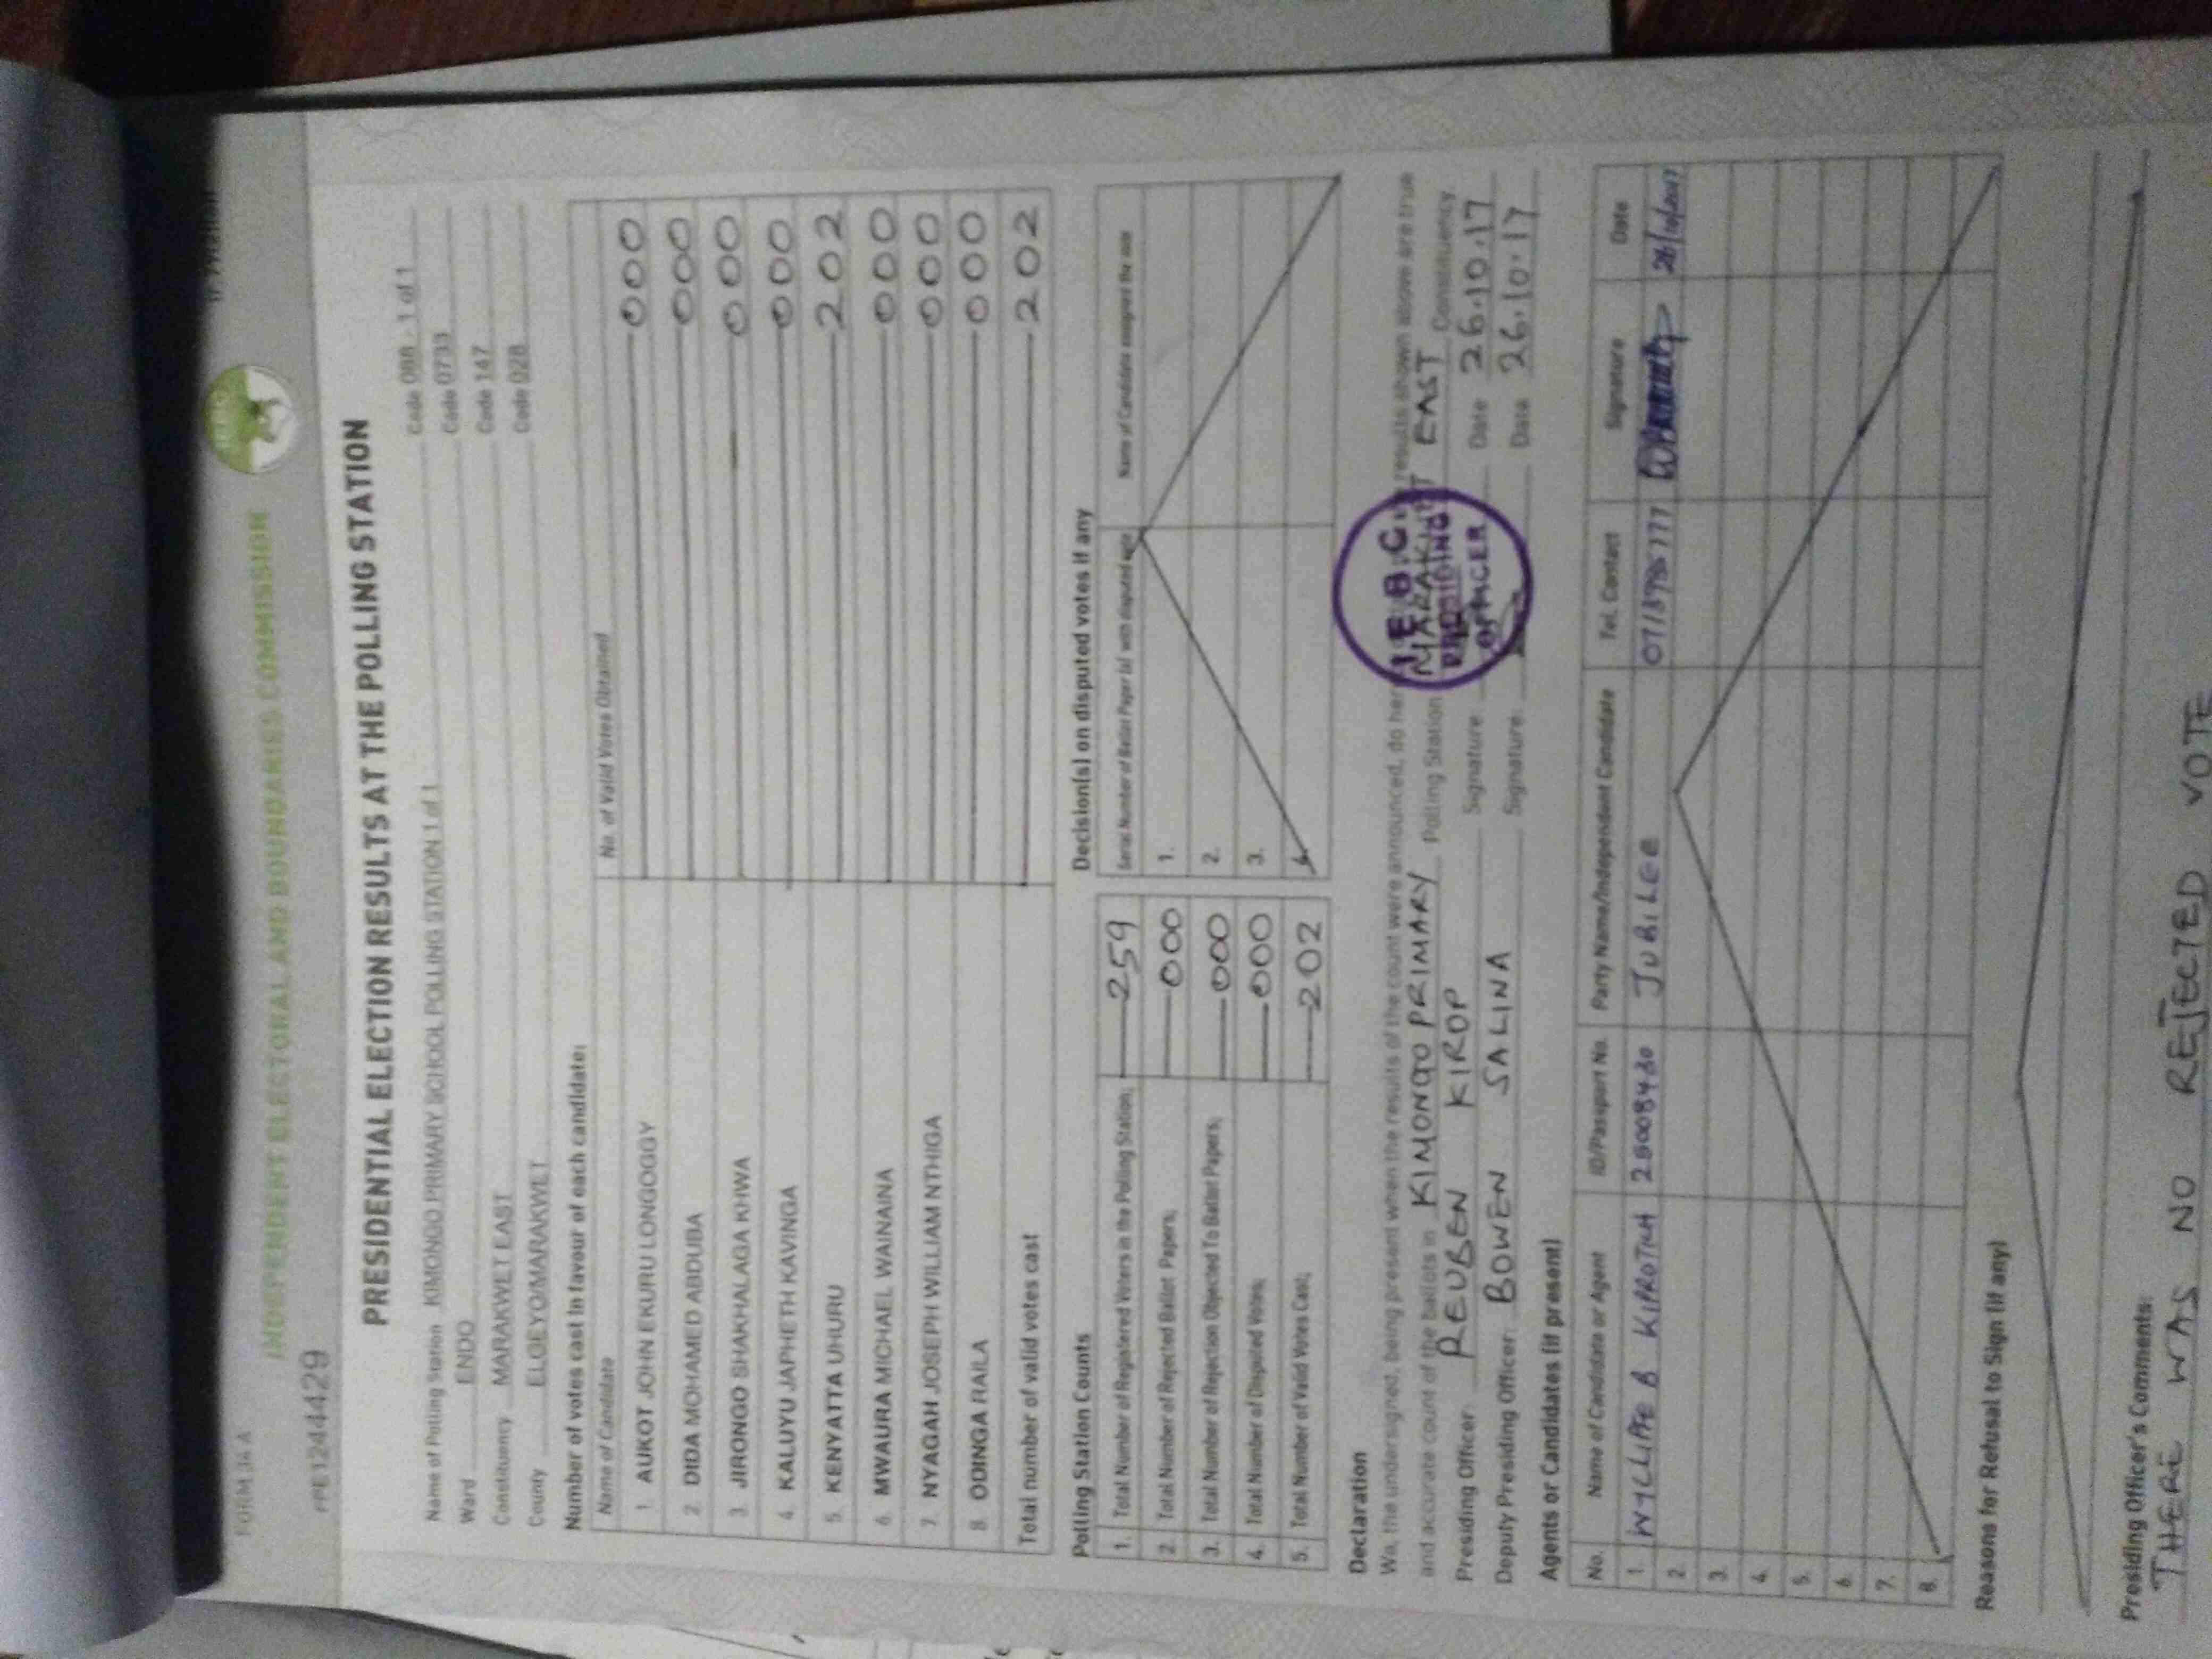 FORM 34 A
INDEPENDENT ELECTORAL AND BOUNDARIES COMMISSION
PRE1244429
PRESIDENTIAL ELECTION RESULTS AT THE POLLING STATION
Name of Polling Station KIMONGO PRIMARY SCHOOL POLLING STATION 1 of 1 Code 088 - 1 of 1
Ward ENDO Code 0733
Constituency MARAKWET EAST Code 147
County ELGEYO/MARAKWET Code 028
Number of votes cast in favour of each candidate:
Name of Candidate No. of Valid Votes Obtained
1 AUKOT JOHN EKURU LONGOGGY 000
2 DIDA MOHAMED ABDUBA 000
3 JIRONGO SHAKHALAGA KHWA 000
4 KALUYU JAPHETH KAVINGA 000
5. KENYATTA UHURU 202
6. MWAURA MICHAEL WAINAINA 000
7. NYAGAH JOSEPH WILLIAM NTHIGA 000
8. ODINGA RAILA 000
Total number of valid votes cast 202
Polling Station Counts
1. Total Number of Registered Voters in the Polling Station; 259
2. Total Number of Rejected Ballot Papers; 000
3. Total Number of Rejection Objected To Ballot Papers; 000
4. Total Number of Disputed Votes; 000
5. Total Number of Valid Votes Cast; 202
Decision(s) on disputed votes if any
Serial Number of Ballot Paper (s) with disputed vote Name of Candidate assigned the vote
1.
2.
3.
Declaration
We, the undersigned, being present when the results of the count were announced, do results shown above are true
and accurate count of the ballots in KIMONGO PRIMARY Polling Station MARAKWET EAST Constituency
Presiding Officer: REUBEN KIROP Signature: Date 26.10.17
Deputy Presiding Officer: BOWEN SALINA Signature: Date 26.10.17
I.E.B.C.
PRESIDING
OFFICER
Agents or Candidates (if present)
No. Name of Candidate or Agent ID/Passport No. Party Name/Independent Candidate Tel. Contact Signature Date
1. WYCLIFFE B KIPROTICH JUBILEE 26/10/2017
2.
3.
4.
5.
6.
7.
8.
Reasons for Refusal to Sign (if any)
Presiding Officer's Comments:
THERE WAS NO REJECTED VOTE